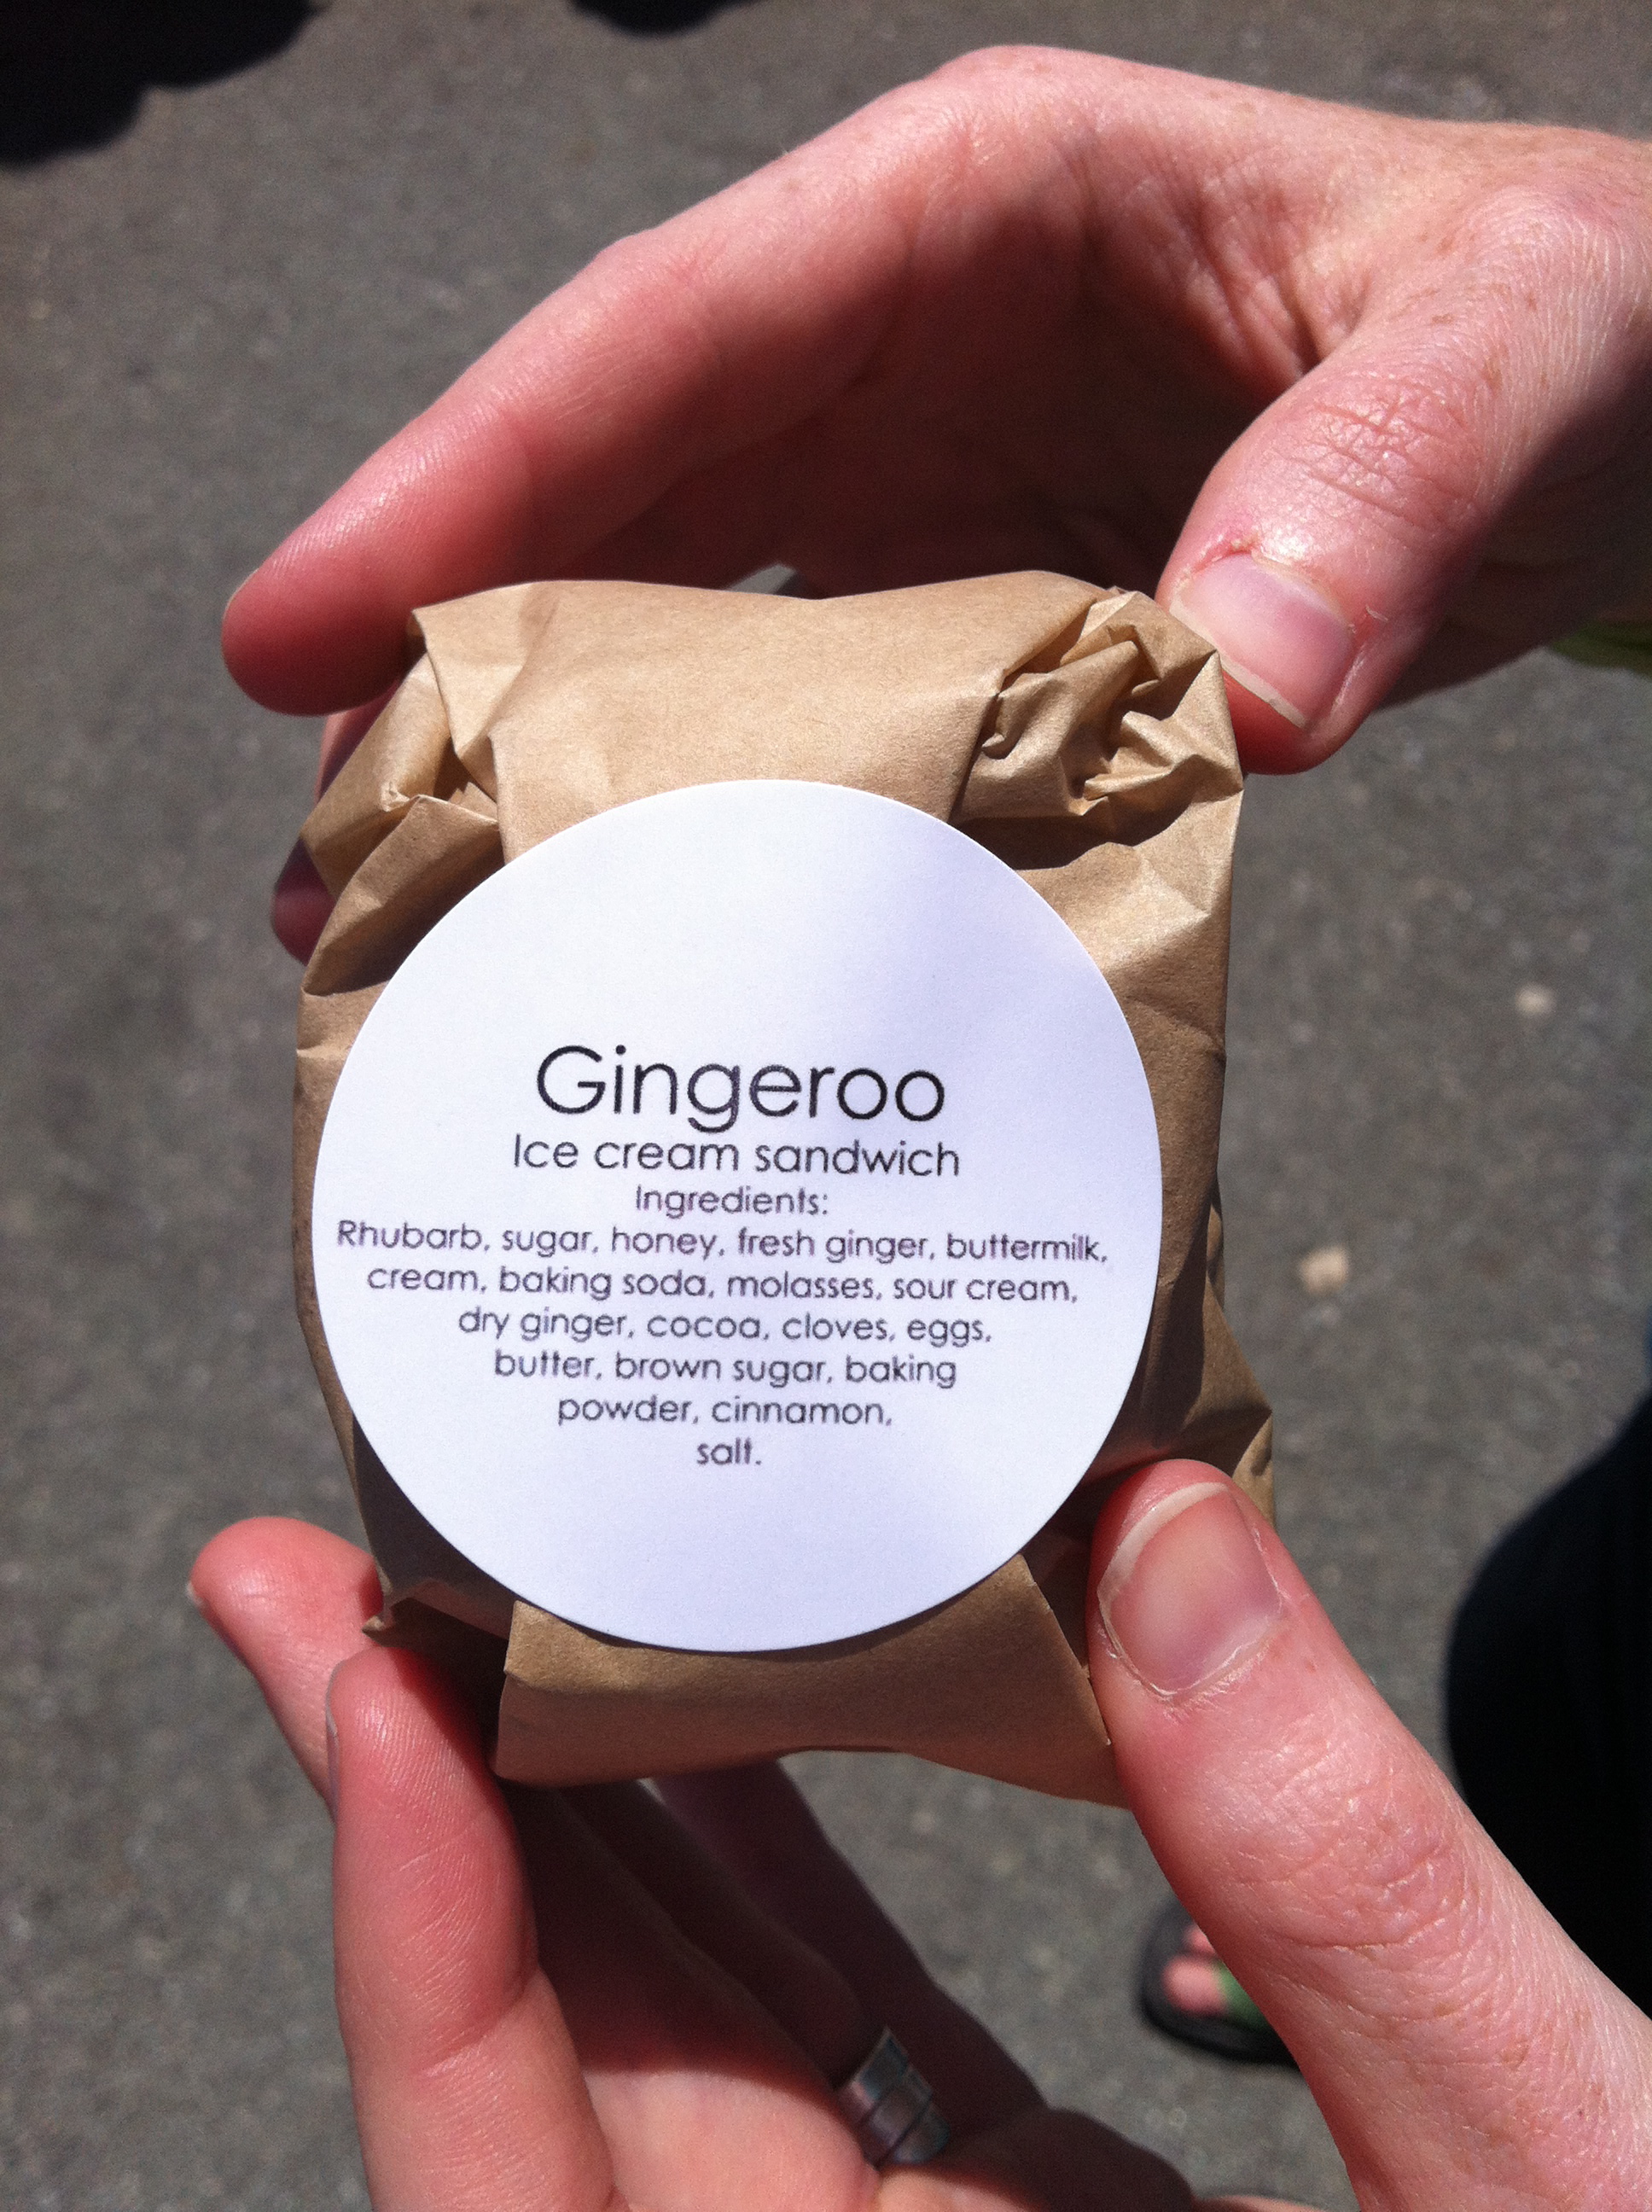 Gingeroo
Ice cream sandwich
Ingredients:
Rhubarb, sugar, honey, fresh ginger, buttermilk,
cream, baking soda, molasses, sour cream,
dry ginger, cocoa, cloves, eggs,
butter, brown sugar, baking
powder, cinnamon,
salt.